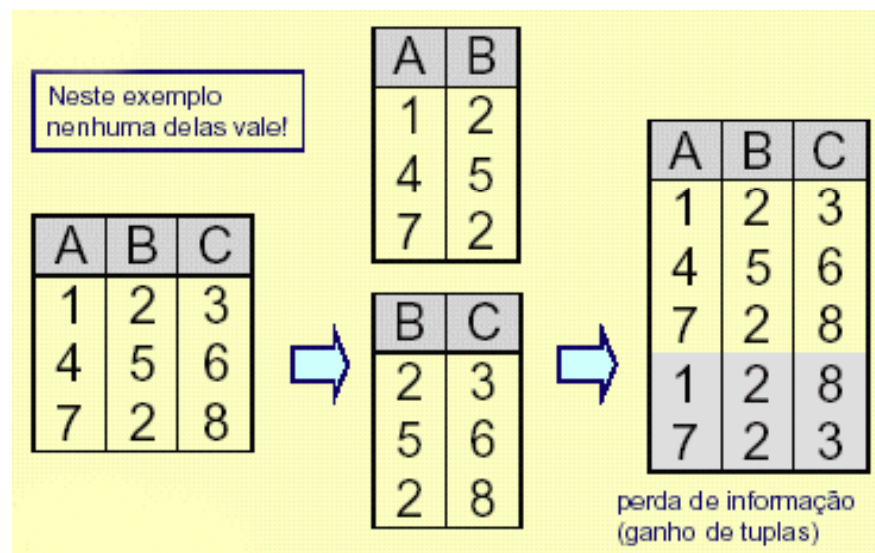 Neste exemplo
nenhuma delas vale!
A B C
1 2 3
4 5 6
7 2 8
A B
1 2
4 5
7 2
B C
2 3
5 6
2 8
A B C
1 2 3
4 5 6
7 2 8
1 2 8
7 2 3
perda de informação
(ganho de tuplas)